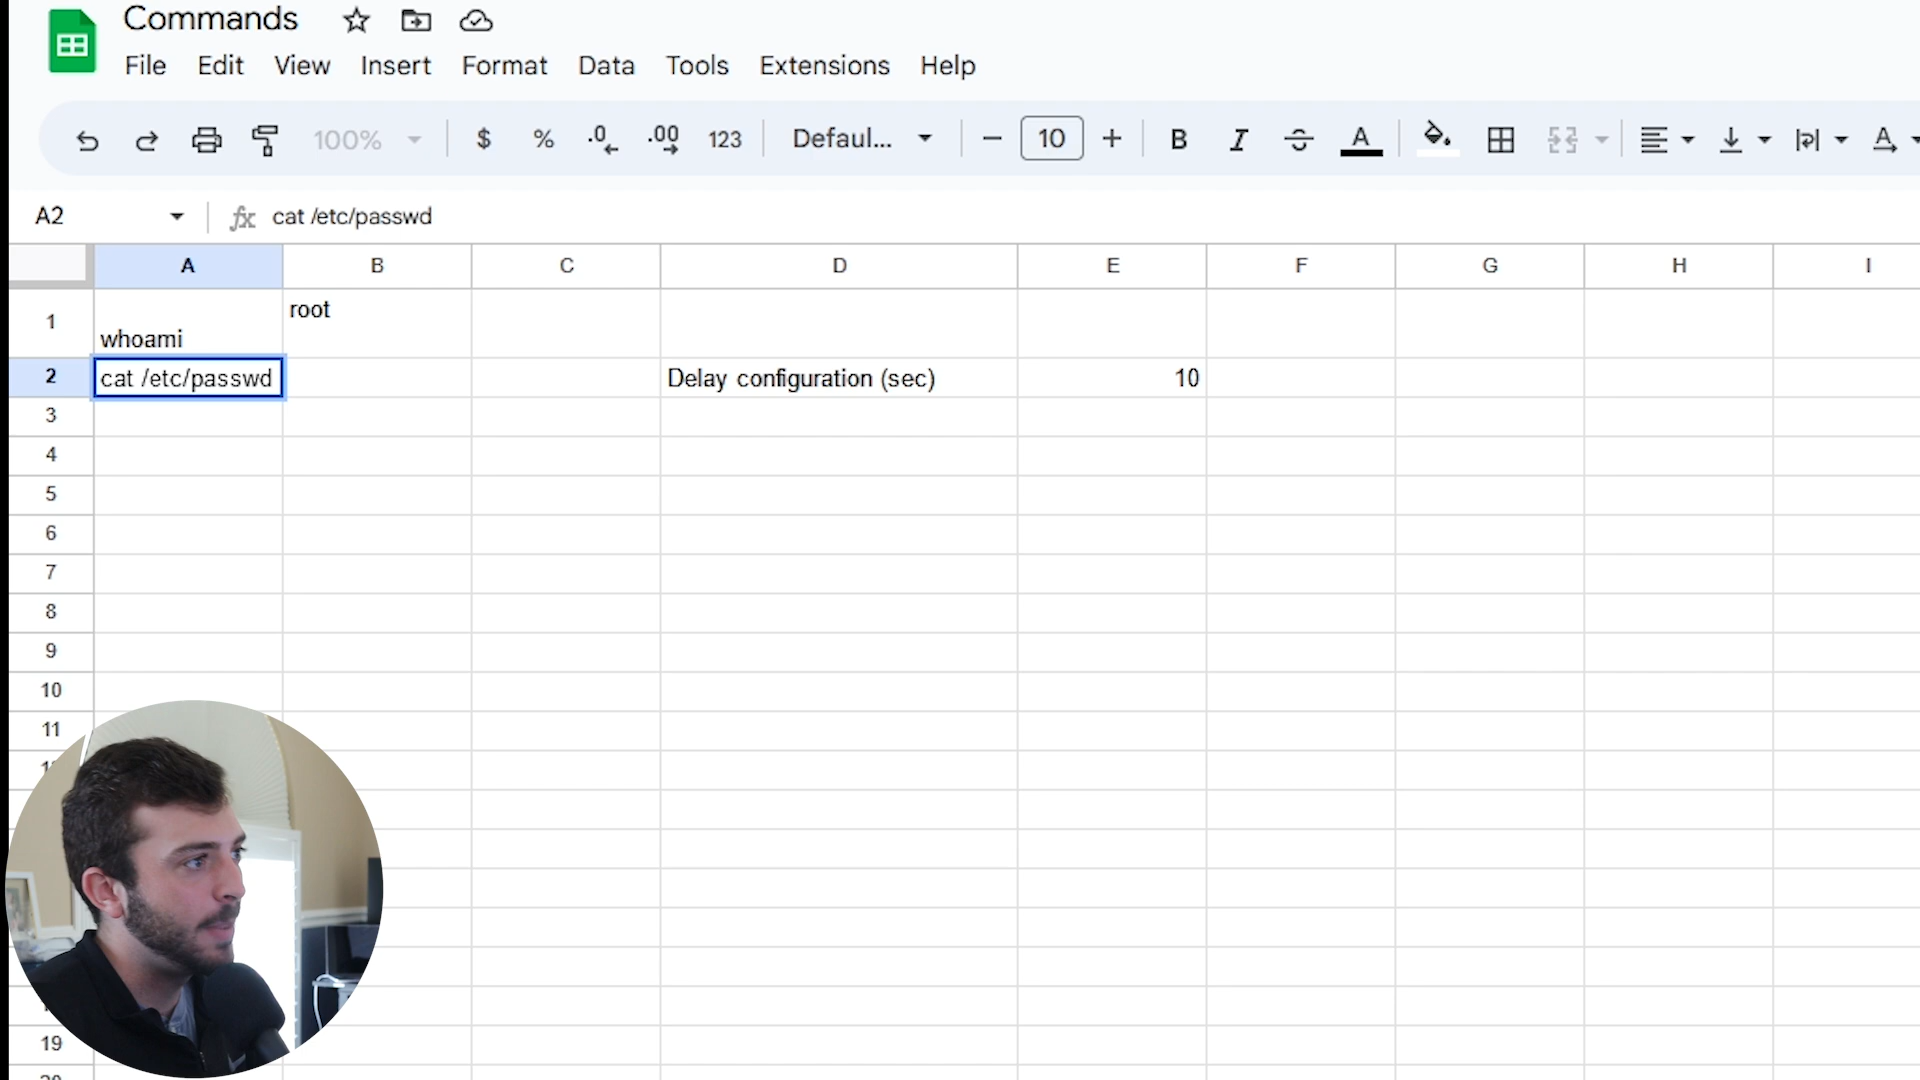 Commands
File Edit View Insert Format Data Tools Extensions Help
100% $ % .0 .00 123 Defaul... 10 B I A A
A2 fx cat /etc/passwd
A B C D E F G H I
1 whoami root
2 cat /etc/passwd Delay configuration (sec) 10
3
4
5
6
7
8
9
10
11
19